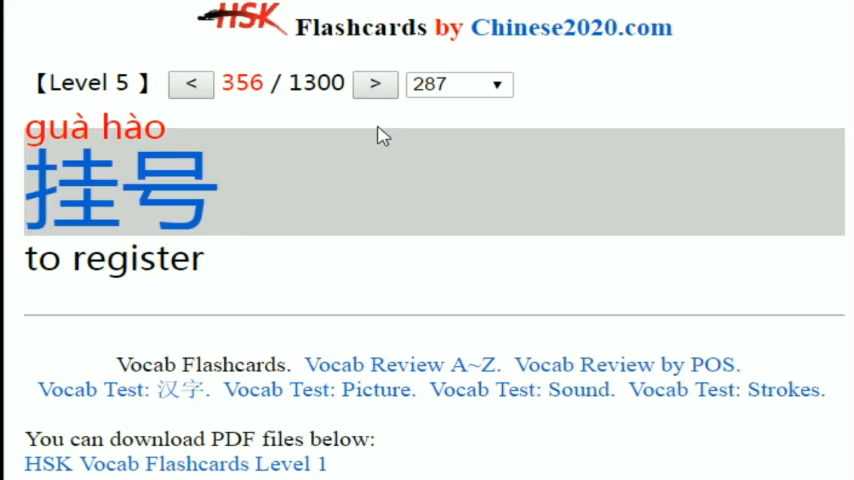 HSK Flashcards by Chinese2020.com
【Level 5 】 < 356 / 1300 > 287
guà hào
挂号
to register
Vocab Flashcards. Vocab Review A~Z. Vocab Review by POS.
Vocab Test: 汉字. Vocab Test: Picture. Vocab Test: Sound. Vocab Test: Strokes.
You can download PDF files below:
HSK Vocab Flashcards Level 1